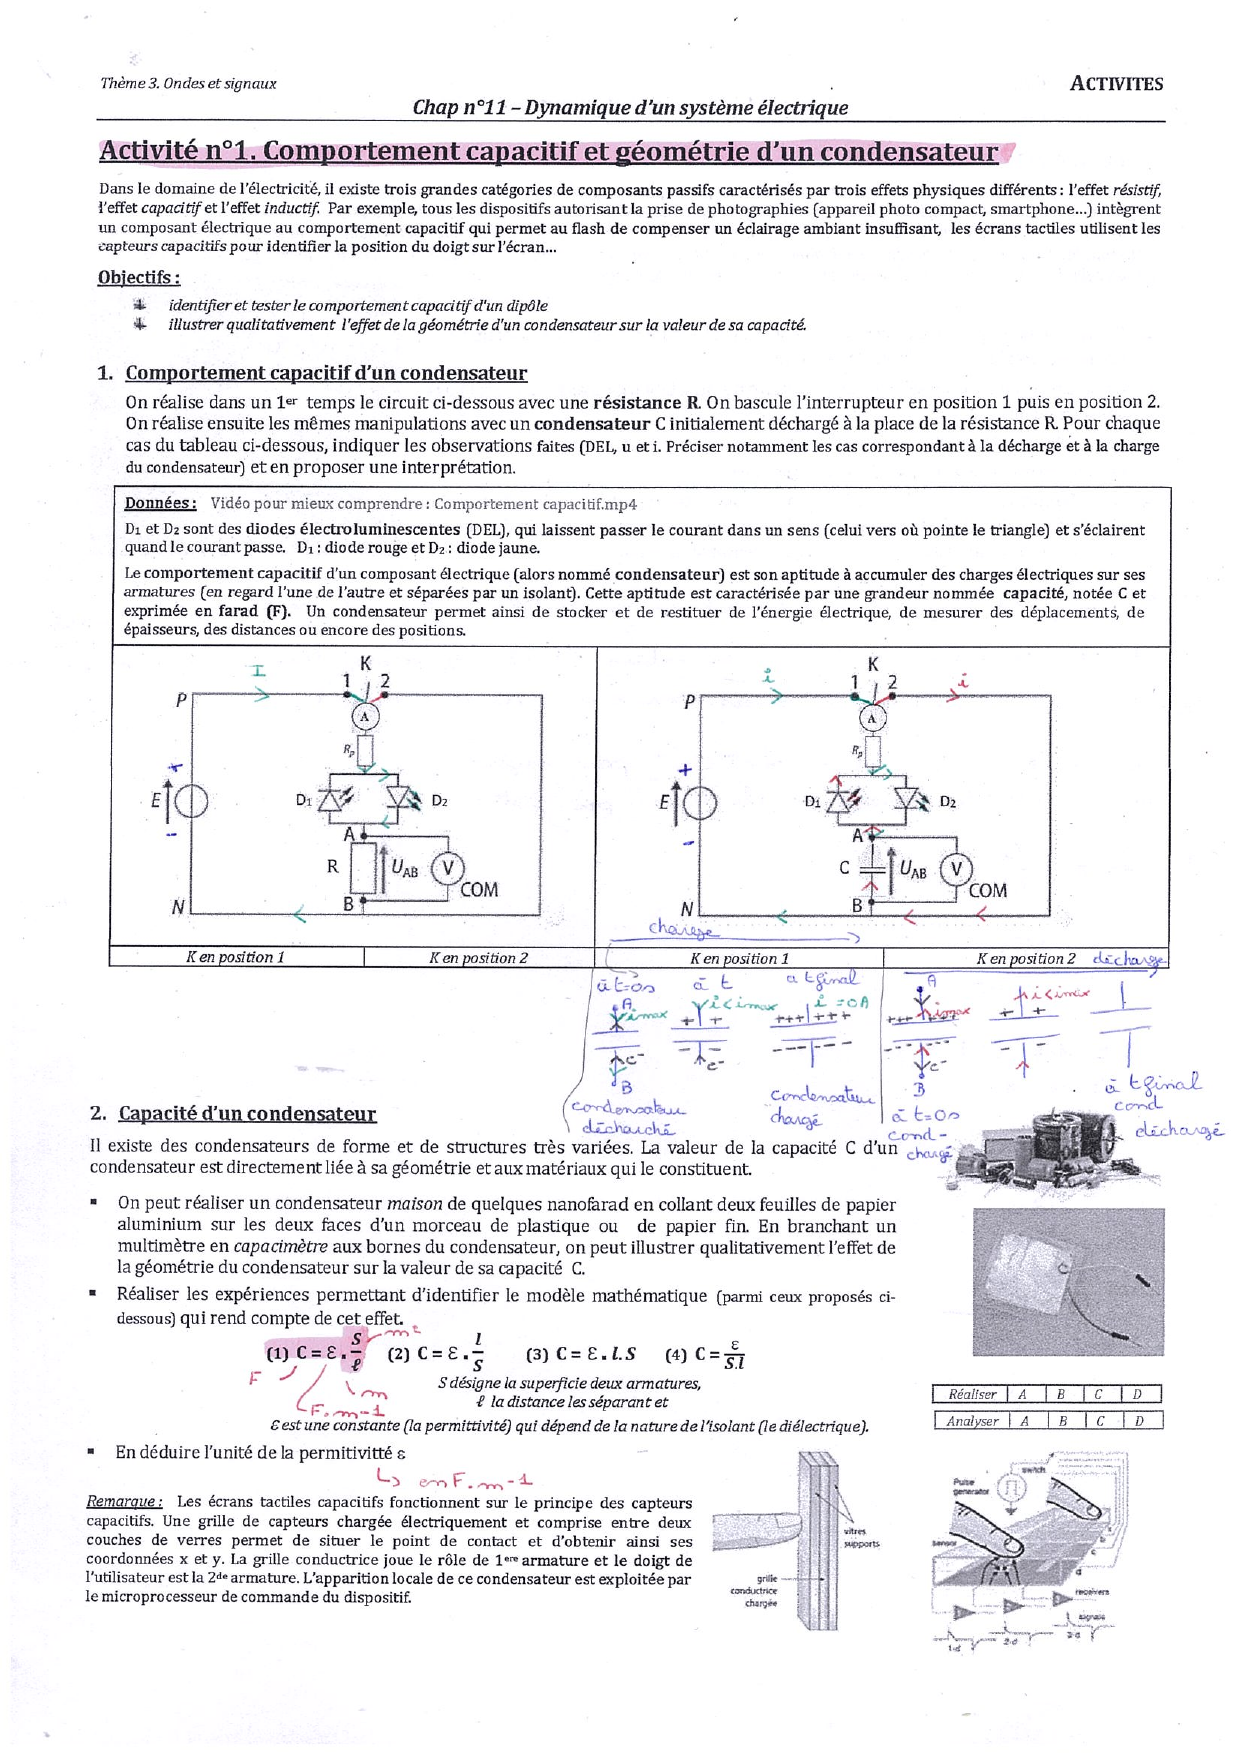 Thème 3. Ondes et signaux
ACTIVITES
Chap n°11 – Dynamique d'un système électrique
Activité n°1. Comportement capacitif et géométrie d'un condensateur
Dans le domaine de l'électricité, il existe trois grandes catégories de composants passifs caractérisés par trois effets physiques différents : l'effet résistif,
l'effet capacitif et l'effet inductif. Par exemple, tous les dispositifs autorisant la prise de photographies (appareil photo compact, smartphone...) intègrent
un composant électrique au comportement capacitif qui permet au flash de compenser un éclairage ambiant insuffisant, les écrans tactiles utilisent les
capteurs capacitifs pour identifier la position du doigt sur l'écran...
Objectifs :
identifier et tester le comportement capacitif d'un dipôle
illustrer qualitativement l'effet de la géométrie d'un condensateur sur la valeur de sa capacité.
1. Comportement capacitif d'un condensateur
On réalise dans un 1er temps le circuit ci-dessous avec une résistance R. On bascule l'interrupteur en position 1 puis en position 2.
On réalise ensuite les mêmes manipulations avec un condensateur C initialement déchargé à la place de la résistance R. Pour chaque
cas du tableau ci-dessous, indiquer les observations faites (DEL, u et i. Préciser notamment les cas correspondant à la décharge et à la charge
du condensateur) et en proposer une interprétation.
Données : Vidéo pour mieux comprendre : Comportement capacitif.mp4
D1 et D2 sont des diodes électroluminescentes (DEL), qui laissent passer le courant dans un sens (celui vers où pointe le triangle) et s'éclairent
quand le courant passe. D1 : diode rouge et D2 : diode jaune.
Le comportement capacitif d'un composant électrique (alors nommé condensateur) est son aptitude à accumuler des charges électriques sur ses
armatures (en regard l'une de l'autre et séparées par un isolant). Cette aptitude est caractérisée par une grandeur nommée capacité, notée C et
exprimée en farad (F). Un condensateur permet ainsi de stocker et de restituer de l'énergie électrique, de mesurer des déplacements, de
épaisseurs, des distances ou encore des positions.
I K 1 2 P A Rp + E - D1 D2 A R UAB V COM B N
i K 1 2 i P A Rp + E - D1 D2 A C UAB V COM B N
charge
K en position 1
K en position 2
K en position 1
K en position 2 décharge
à t=0s à t a t final
A imax i<imax i=0A
+ + +++ +++
e- e-
B
condensateur
décharché
condensateur
chargé
A
imax i<imax
e-
B
à t=0s
cond-
chargé
à t final
cond
déchargé
2. Capacité d'un condensateur
Il existe des condensateurs de forme et de structures très variées. La valeur de la capacité C d'un
condensateur est directement liée à sa géométrie et aux matériaux qui le constituent.
▪ On peut réaliser un condensateur maison de quelques nanofarad en collant deux feuilles de papier
aluminium sur les deux faces d'un morceau de plastique ou de papier fin. En branchant un
multimètre en capacimètre aux bornes du condensateur, on peut illustrer qualitativement l'effet de
la géométrie du condensateur sur la valeur de sa capacité C.
▪ Réaliser les expériences permettant d'identifier le modèle mathématique (parmi ceux proposés ci-
dessous) qui rend compte de cet effet.
(1) C = ε . S/ℓ (2) C = ε . l/S (3) C = ε . l . S (4) C = ε/S.l
m²
F m
F.m-1
S désigne la superficie deux armatures,
ℓ la distance les séparant et
ε est une constante (la permittivité) qui dépend de la nature de l'isolant (le diélectrique).
Réaliser A B C D
Analyser A B C D
▪ En déduire l'unité de la permitivitté ε
↳ en F.m-1
Remarque : Les écrans tactiles capacitifs fonctionnent sur le principe des capteurs
capacitifs. Une grille de capteurs chargée électriquement et comprise entre deux
couches de verres permet de situer le point de contact et d'obtenir ainsi ses
coordonnées x et y. La grille conductrice joue le rôle de 1ere armature et le doigt de
l'utilisateur est la 2de armature. L'apparition locale de ce condensateur est exploitée par
le microprocesseur de commande du dispositif.
vitres
supports
grille
conductrice
chargée
Pulse
generator
switch
sensor
receivers
signals
1-d 2-d 3-d